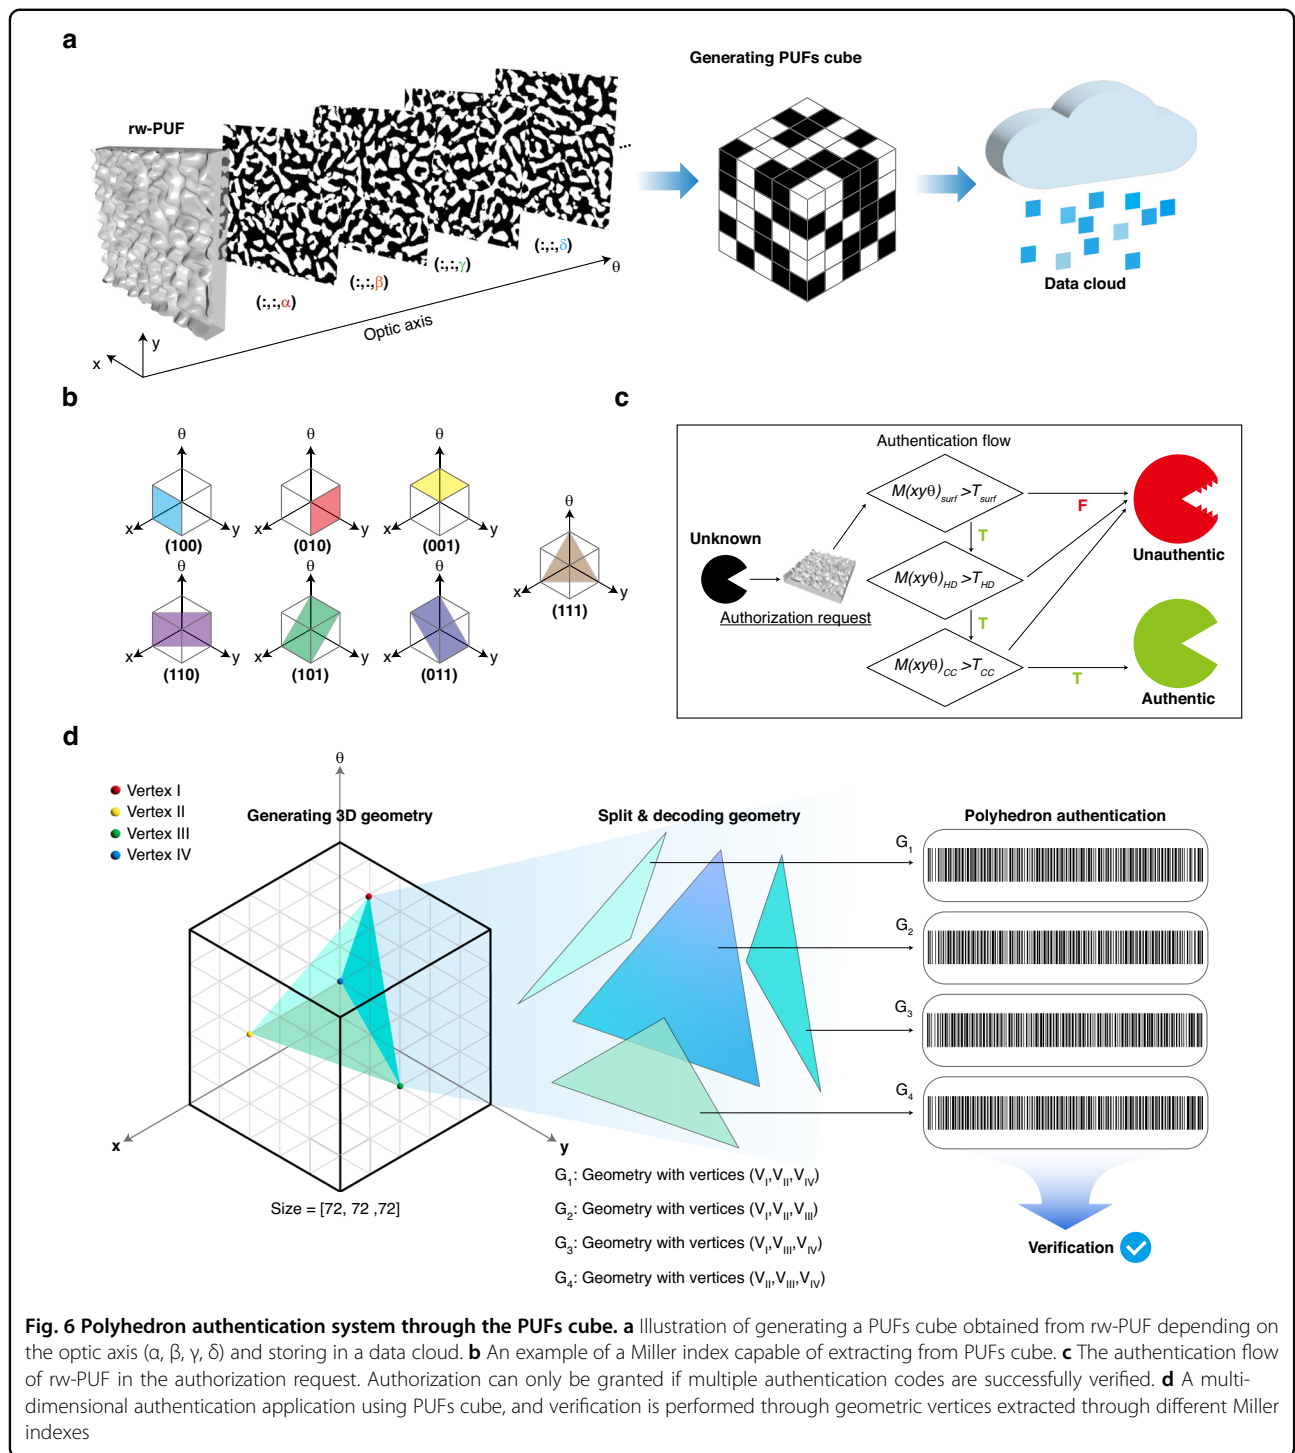 a
Generating PUFs cube
rw-PUF
...
(:,:,δ)
θ
(:,:,γ)
(:,:,β)
(:,:,α)
Optic axis
Data cloud
y
x
b
c
θ
θ
θ
x
y
x
y
x
y
(100)
(010)
(001)
θ
x
y
(111)
θ
θ
θ
x
y
x
y
x
y
(110)
(101)
(011)
Authentication flow
M(xyθ)surf >Tsurf
F
T
Unknown
Unauthentic
M(xyθ)HD >THD
Authorization request
T
M(xyθ)CC >TCC
T
Authentic
d
θ
Vertex I
Vertex II
Vertex III
Vertex IV
Generating 3D geometry
Split & decoding geometry
Polyhedron authentication
G1
G2
G3
G4
x
y
Size = [72, 72 ,72]
G1: Geometry with vertices (VI,VII,VIV)
G2: Geometry with vertices (VI,VII,VIII)
G3: Geometry with vertices (VI,VIII,VIV)
G4: Geometry with vertices (VII,VIII,VIV)
Verification
Fig. 6 Polyhedron authentication system through the PUFs cube. a Illustration of generating a PUFs cube obtained from rw-PUF depending on
the optic axis (α, β, γ, δ) and storing in a data cloud. b An example of a Miller index capable of extracting from PUFs cube. c The authentication flow
of rw-PUF in the authorization request. Authorization can only be granted if multiple authentication codes are successfully verified. d A multi-
dimensional authentication application using PUFs cube, and verification is performed through geometric vertices extracted through different Miller
indexes